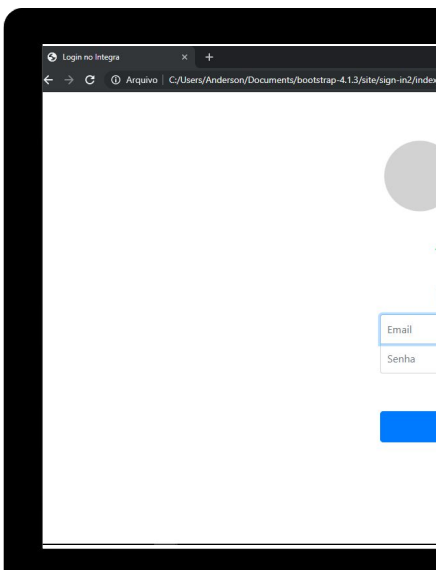 Login no Integra
Arquivo C:/Users/Anderson/Documents/bootstrap-4.1.3/site/sign-in2/index
Email
Senha